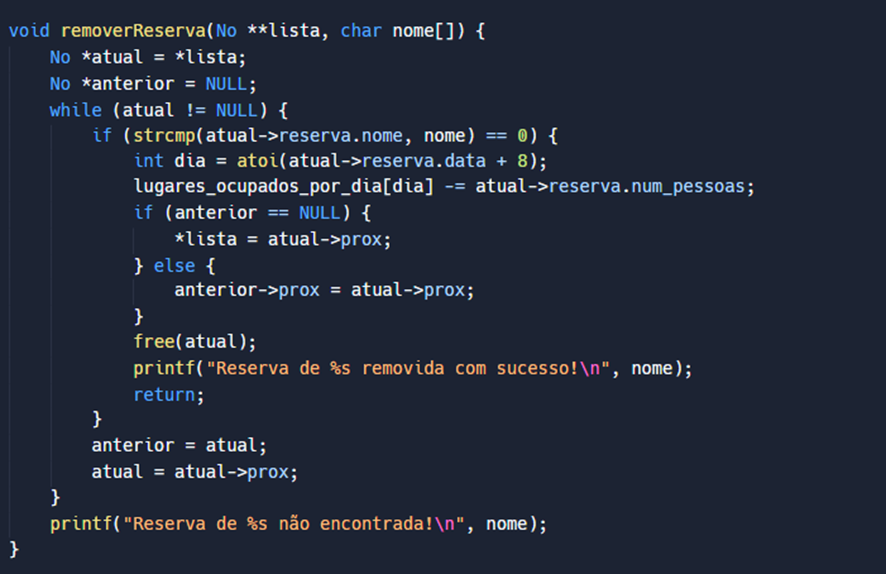 void removerReserva(No **lista, char nome[]) {
    No *atual = *lista;
    No *anterior = NULL;
    while (atual != NULL) {
        if (strcmp(atual->reserva.nome, nome) == 0) {
            int dia = atoi(atual->reserva.data + 8);
            lugares_ocupados_por_dia[dia] -= atual->reserva.num_pessoas;
            if (anterior == NULL) {
                *lista = atual->prox;
            } else {
                anterior->prox = atual->prox;
            }
            free(atual);
            printf("Reserva de %s removida com sucesso!\n", nome);
            return;
        }
        anterior = atual;
        atual = atual->prox;
    }
    printf("Reserva de %s não encontrada!\n", nome);
}